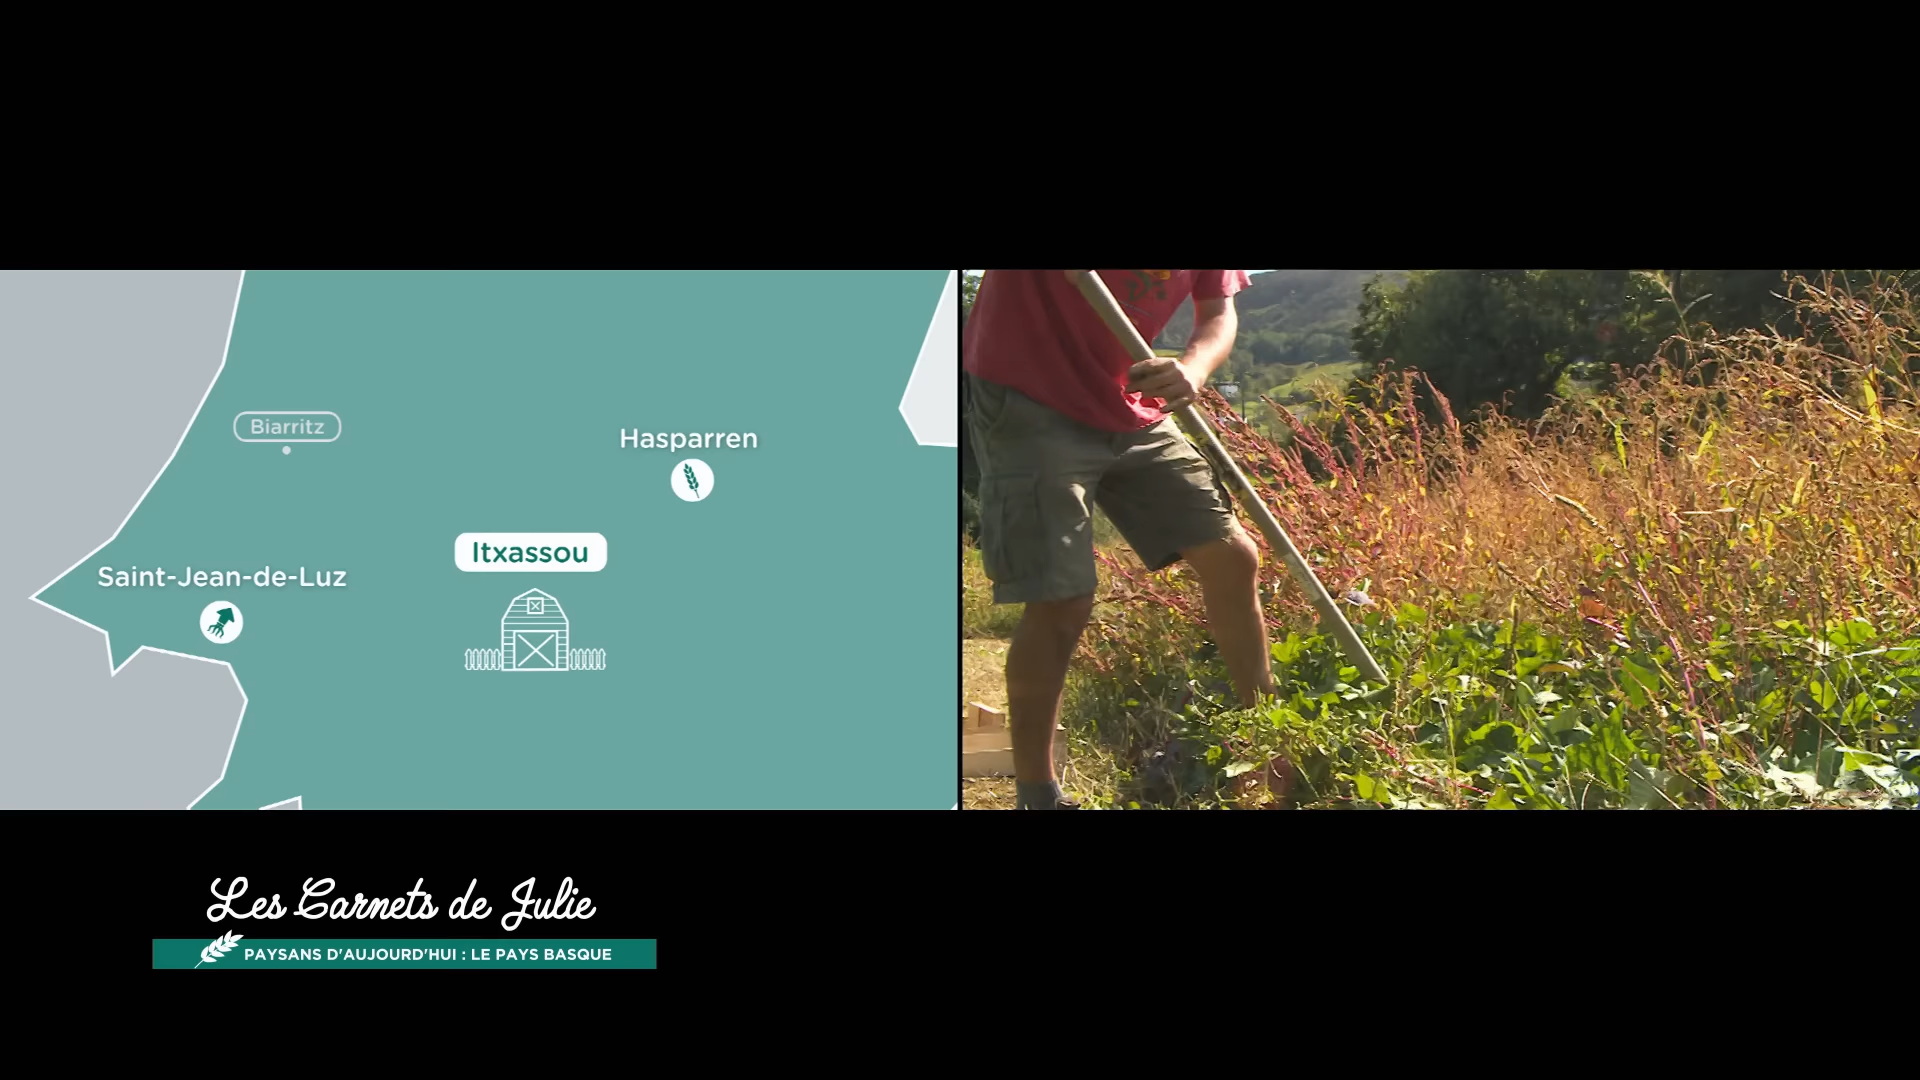 Biarritz
Hasparren
Itxassou
Saint-Jean-de-Luz
Les Carnets de Julie
PAYSANS D'AUJOURD'HUI : LE PAYS BASQUE